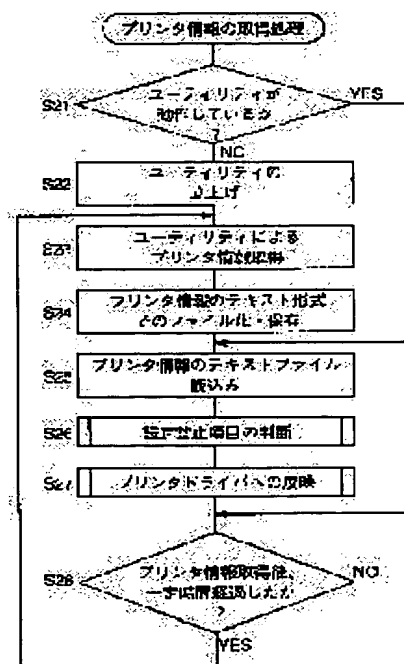 プリンタ情報の取得処理
S21
ユーティリティが
動作しているか
?
YES
NO
S22
ユーティリティの
立上げ
S23
ユーティリティによる
プリンタ情報取得
S24
プリンタ情報のテキスト形式
でのファイル化・保存
S25
プリンタ情報のテキストファイル
読込み
S26
設定禁止項目の判断
S27
プリンタドライバへの反映
S28
プリンタ情報取得後、
一定時間経過したか
?
NO
YES